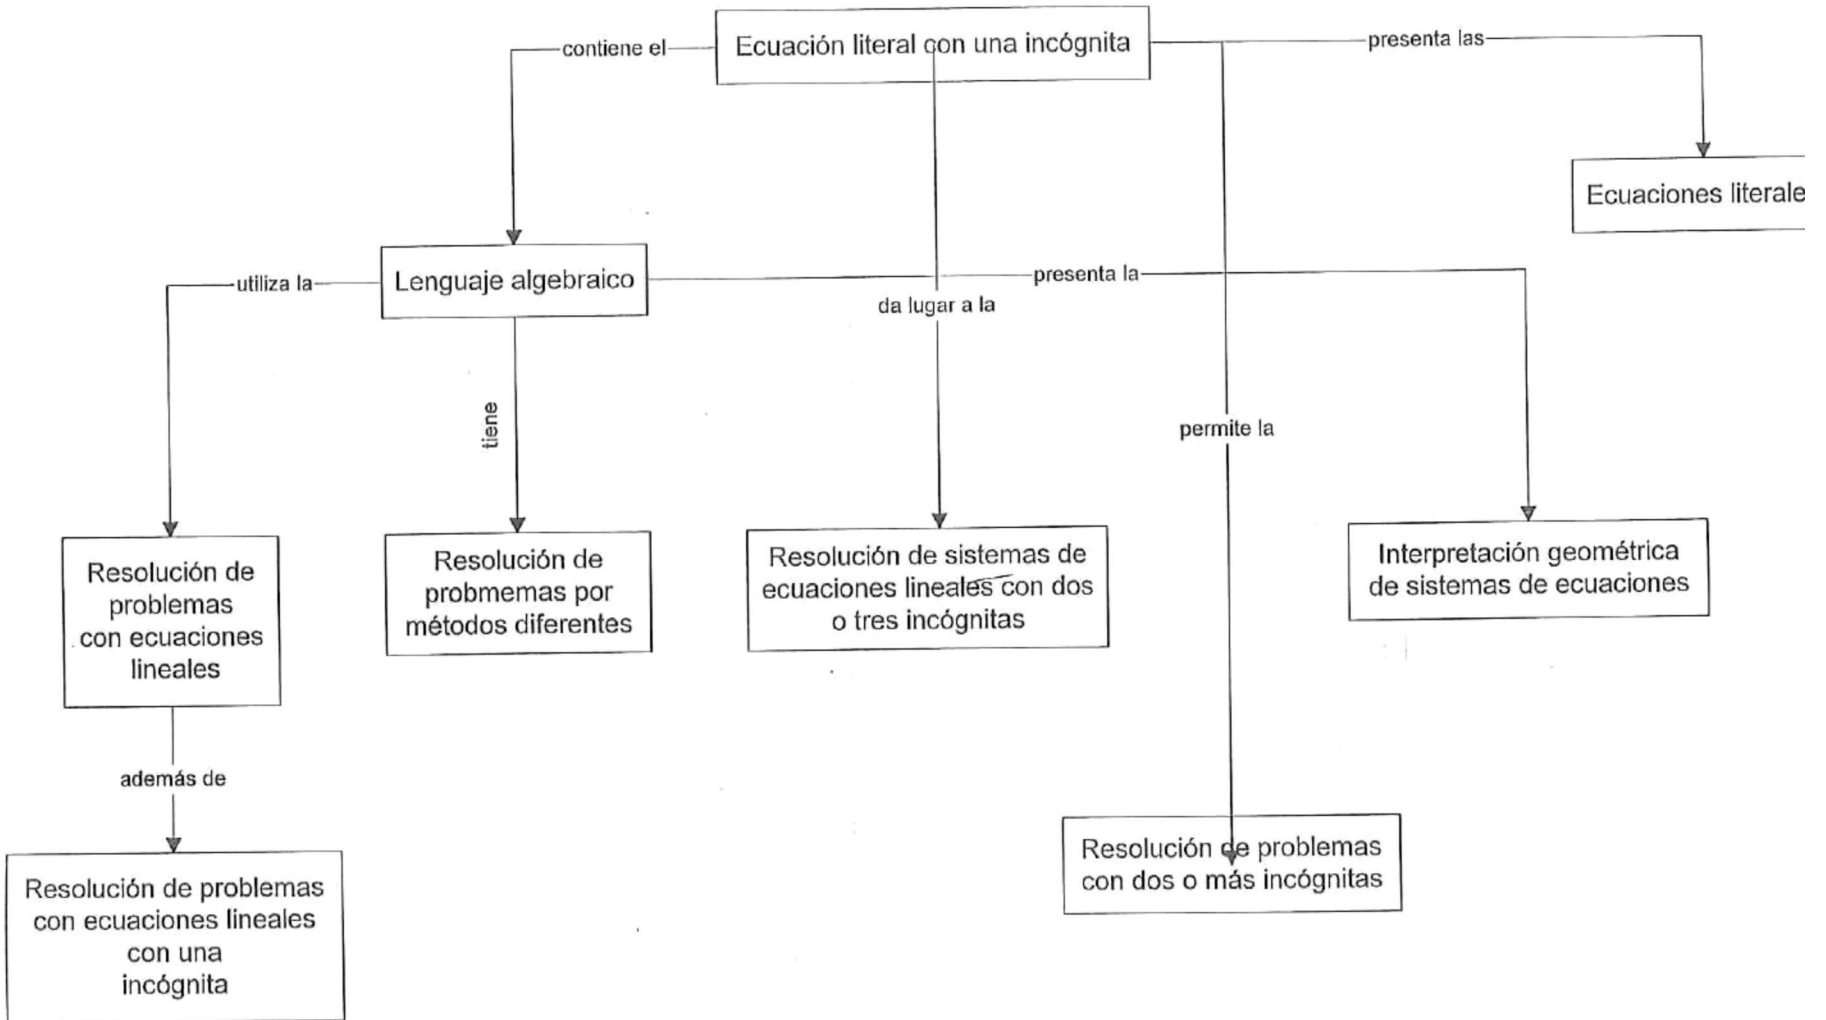 contiene el
Ecuación literal con una incógnita
presenta las
Ecuaciones literale
utiliza la
Lenguaje algebraico
presenta la
da lugar a la
tiene
permite la
Resolución de
problemas
con ecuaciones
lineales
Resolución de
probmemas por
métodos diferentes
Resolución de sistemas de
ecuaciones lineales con dos
o tres incógnitas
Interpretación geométrica
de sistemas de ecuaciones
además de
Resolución de problemas
con dos o más incógnitas
Resolución de problemas
con ecuaciones lineales
con una
incógnita